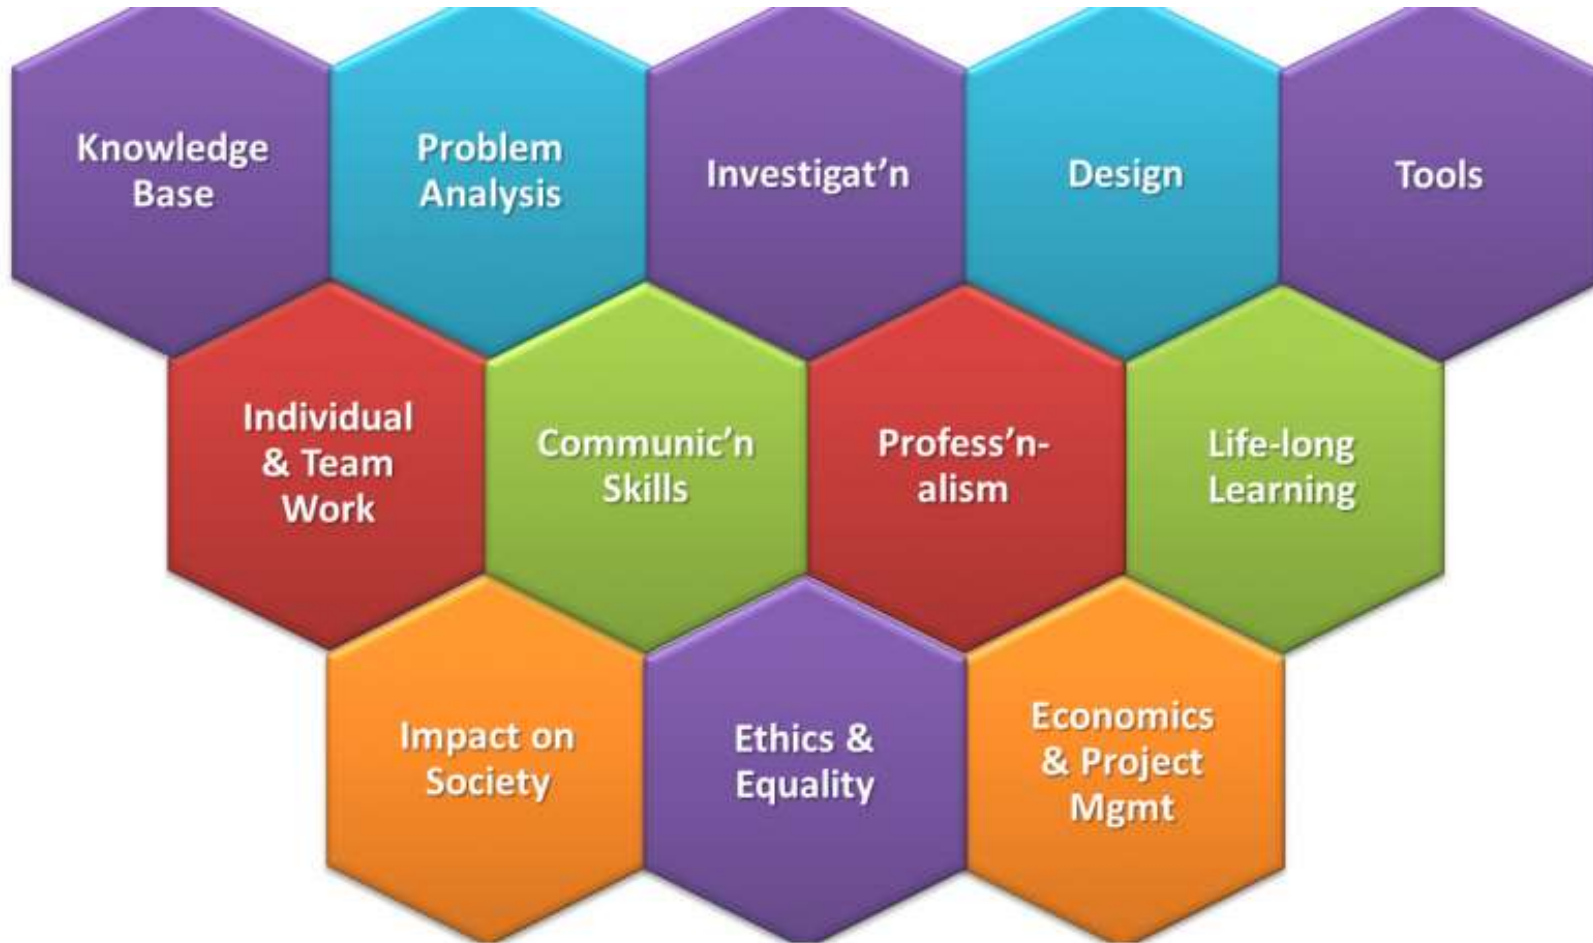 Knowledge
Base
Problem
Analysis
Investigat’n
Design
Tools
Individual
& Team
Work
Communic’n
Skills
Profess’n-
alism
Life-long
Learning
Impact on
Society
Ethics &
Equality
Economics
& Project
Mgmt